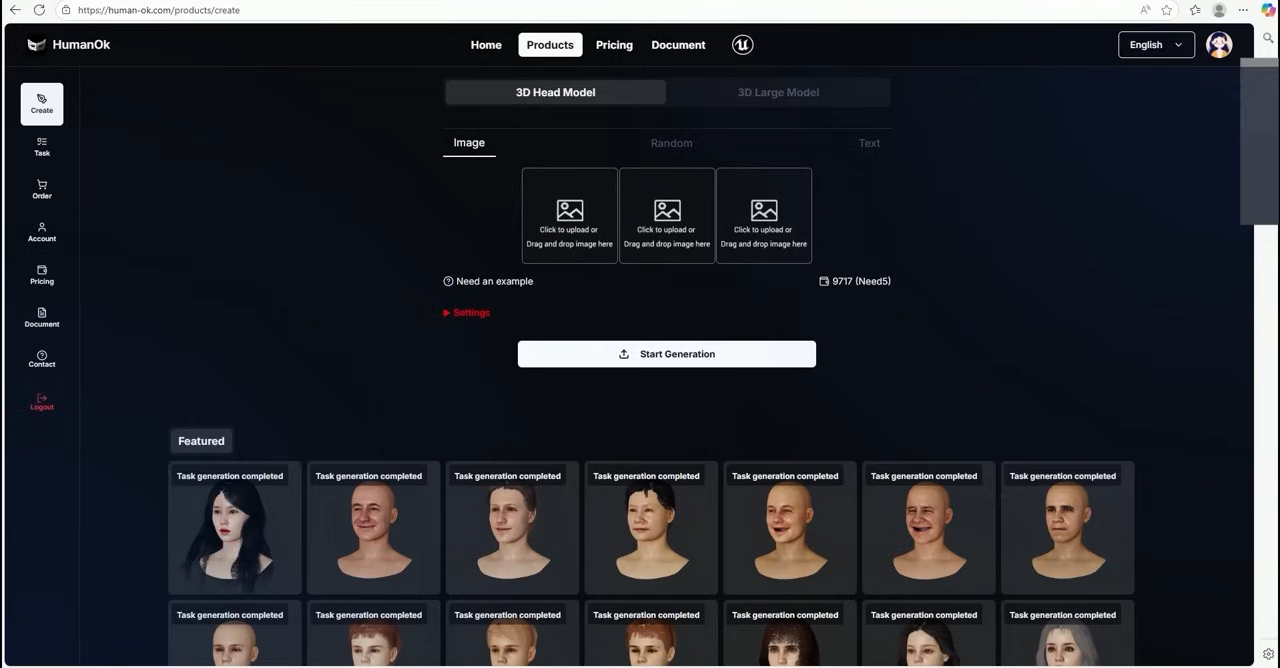 https://human-ok.com/products/create
HumanOk
Home
Products
Pricing
Document
English
Create
Task
Order
Account
Pricing
Document
Contact
Logout
3D Head Model
3D Large Model
Image
Random
Text
Click to upload or
Drag and drop image here
Click to upload or
Drag and drop image here
Click to upload or
Drag and drop image here
Need an example
9717 (Need5)
Settings
Start Generation
Featured
Task generation completed
Task generation completed
Task generation completed
Task generation completed
Task generation completed
Task generation completed
Task generation completed
Task generation completed
Task generation completed
Task generation completed
Task generation completed
Task generation completed
Task generation completed
Task generation completed